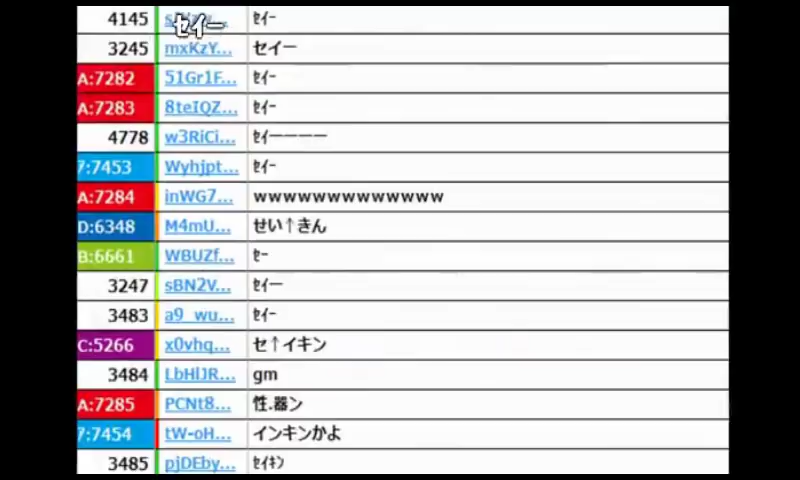 4145 ｾｲｰ
セイー
3245 mxKzY... セイー
A:7282 51Gr1F... ｾｲｰ
A:7283 8teIQZ... ｾｲｰ
4778 w3RiCi... ｾｲーーーー
7:7453 Wyhjpt... ｾｲｰ
A:7284 inWG7... wwwwwwwwwwwww
D:6348 M4mU... せい↑きん
B:6661 WBUZf... ｾｰ
3247 sBN2V... ｾｲー
3483 a9_wu... ｾｲｰ
C:5266 x0vhq... セ↑イキン
3484 LbHlJR... gm
A:7285 PCNt8... 性.器ン
7:7454 tW-oH... インキンかよ
3485 pjDEby... ｾｲｷﾝ